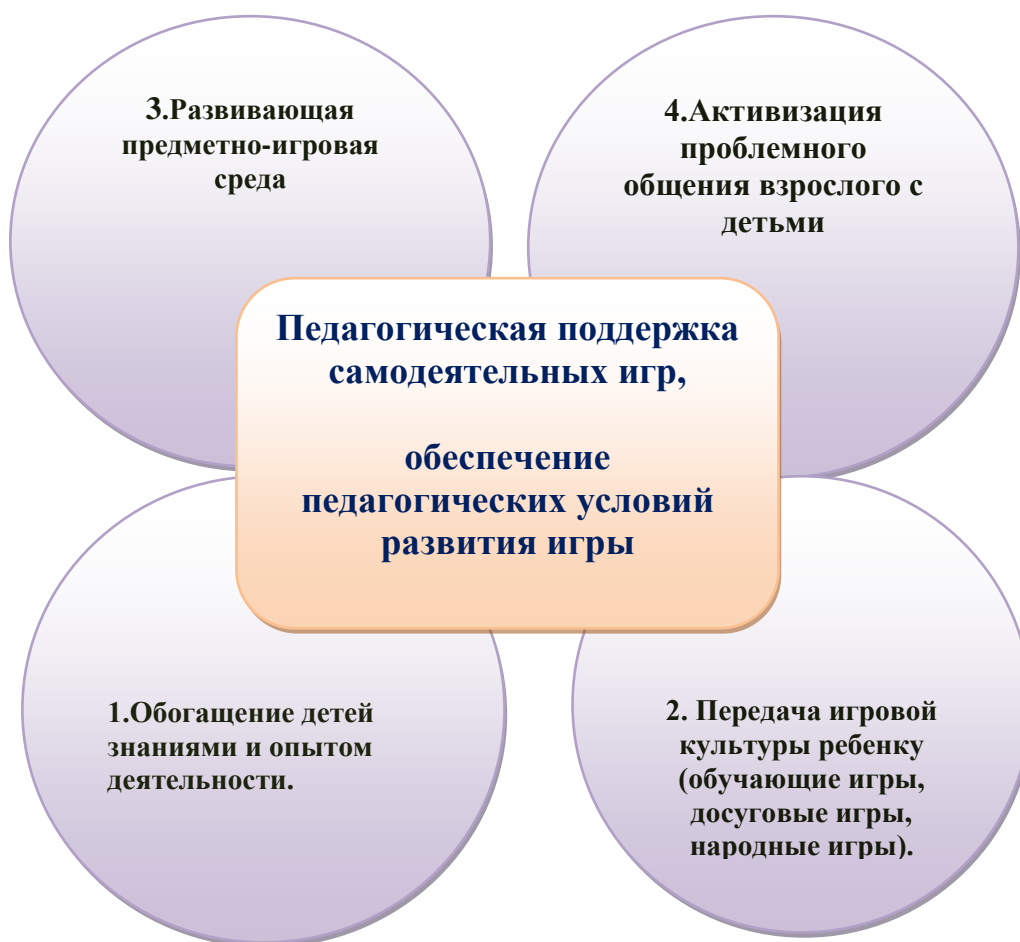 3.Развивающая
предметно-игровая
среда
4.Активизация
проблемного
общения взрослого с
детьми
Педагогическая поддержка
самодеятельных игр,
обеспечение
педагогических условий
развития игры
1.Обогащение детей
знаниями и опытом
деятельности.
2. Передача игровой
культуры ребенку
(обучающие игры,
досуговые игры,
народные игры).